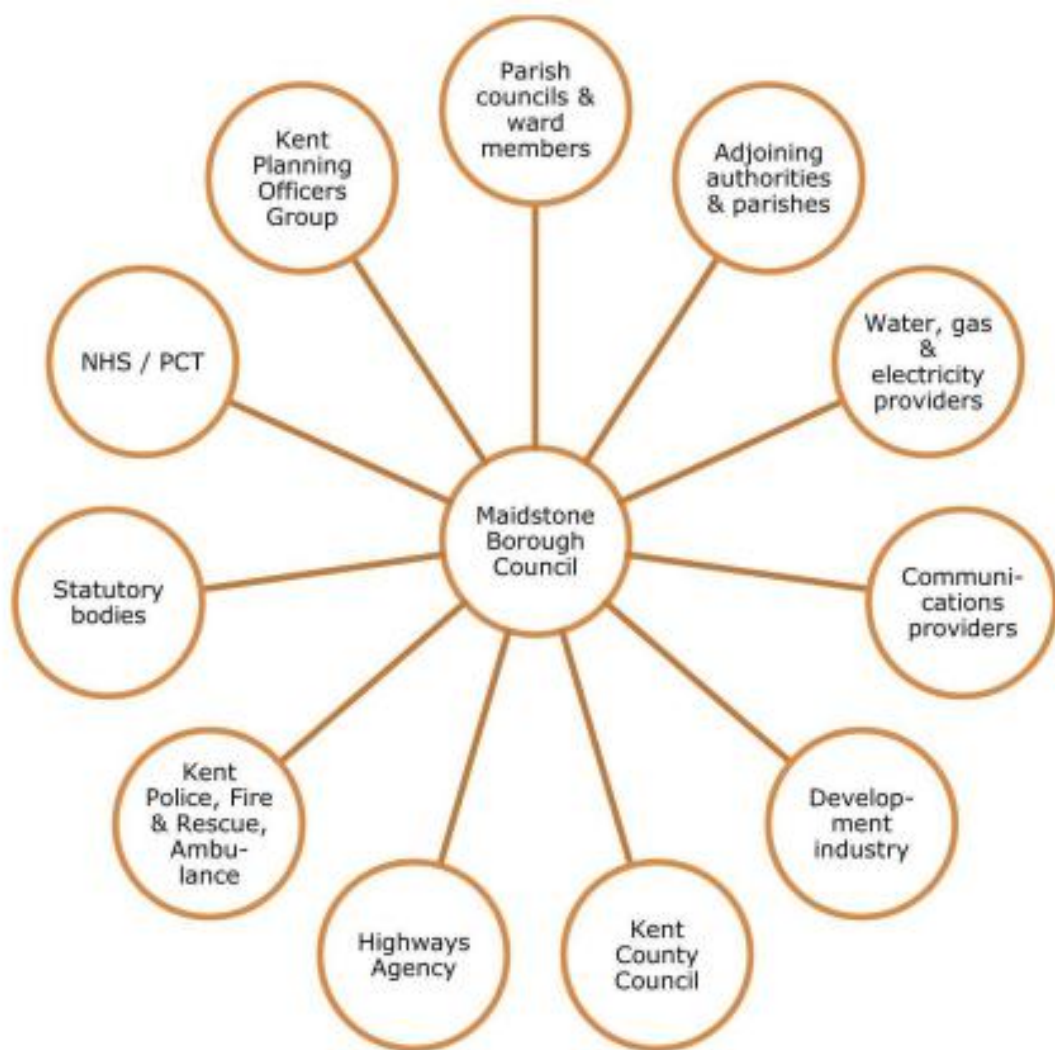 Parish
councils &
ward
members
Kent
Planning
Officers
Group
Adjoining
authorities
& parishes
NHS / PCT
Water, gas
&
electricity
providers
Maidstone
Borough
Council
Statutory
bodies
Communi-
cations
providers
Kent
Police, Fire
& Rescue,
Ambu-
lance
Develop-
ment
industry
Highways
Agency
Kent
County
Council